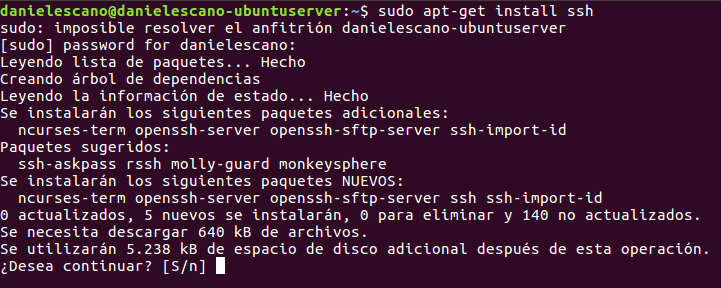 danielescano@danielescano-ubuntuserver:~$ sudo apt-get install ssh
sudo: imposible resolver el anfitrión danielescano-ubuntuserver
[sudo] password for danielescano:
Leyendo lista de paquetes... Hecho
Creando árbol de dependencias
Leyendo la información de estado... Hecho
Se instalarán los siguientes paquetes adicionales:
  ncurses-term openssh-server openssh-sftp-server ssh-import-id
Paquetes sugeridos:
  ssh-askpass rssh molly-guard monkeysphere
Se instalarán los siguientes paquetes NUEVOS:
  ncurses-term openssh-server openssh-sftp-server ssh ssh-import-id
0 actualizados, 5 nuevos se instalarán, 0 para eliminar y 140 no actualizados.
Se necesita descargar 640 kB de archivos.
Se utilizarán 5.238 kB de espacio de disco adicional después de esta operación.
¿Desea continuar? [S/n]